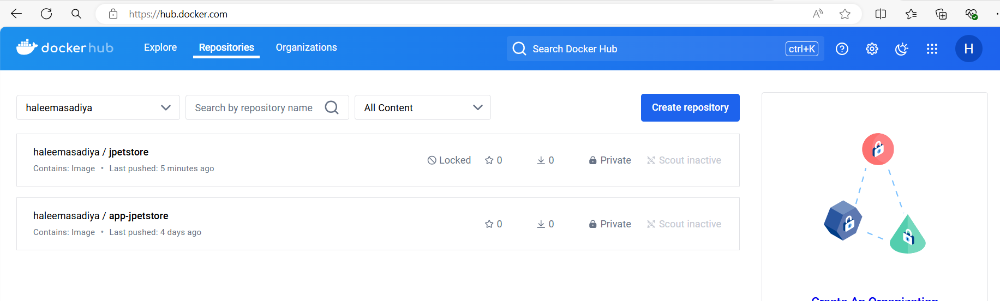 https://hub.docker.com
docker hub
Explore
Repositories
Organizations
Search Docker Hub
ctrl+K
H
haleemasadiya
Search by repository name
All Content
Create repository
haleemasadiya / jpetstore
Contains: Image • Last pushed: 5 minutes ago
Locked
0
0
Private
Scout inactive
haleemasadiya / app-jpetstore
Contains: Image • Last pushed: 4 days ago
0
0
Private
Scout inactive
Create An Organization